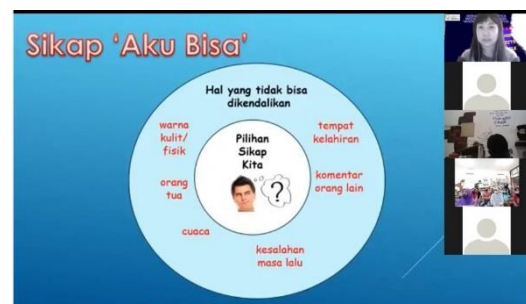 Sikap 'Aku Bisa'
Hal yang tidak bisa
dikendalikan
warna
kulit/
fisik
tempat
kelahiran
Pilihan
Sikap
Kita
?
orang
tua
komentar
orang lain
cuaca
kesalahan
masa lalu